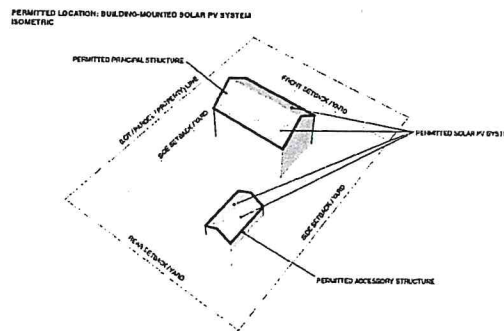 PERMITTED LOCATION: BUILDING-MOUNTED SOLAR PV SYSTEM
ISOMETRIC
PERMITTED PRINCIPAL STRUCTURE
FRONT SETBACK / YARD
LOT (PARCEL / PROPERTY) LINE
SIDE SETBACK / YARD
PERMITTED SOLAR PV SYSTE
SIDE SETBACK / YARD
REAR SETBACK / YARD
PERMITTED ACCESSORY STRUCTURE